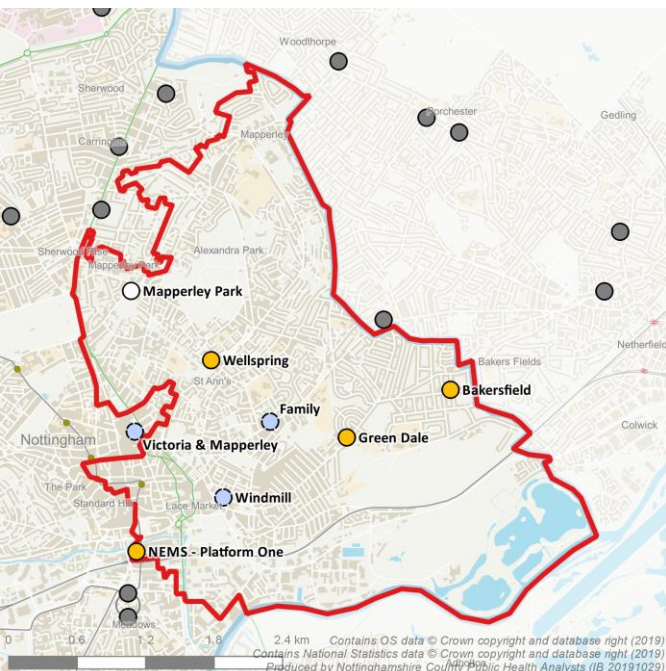 Woodthorpe
Sherwood
Porchester
Gedling
Mapperley
Alexandra Park
Mapperley Park
Mapperley Park
Wellspring
St Ann's
Netherfield
Bakers Fields
Bakersfield
Family
Colwick
Nottingham
Victoria & Mapperley
Green Dale
The Park
Windmill
Standard Hill
Lace Market
NEMS - Platform One
Meadows
0 0.6 1.2 1.8 2.4 km
Contains OS data © Crown copyright and database right (2019)
Contains National Statistics data © Crown copyright and database right (2019)
Produced by Nottinghamshire County Public Health Analysts (IB 20191029)